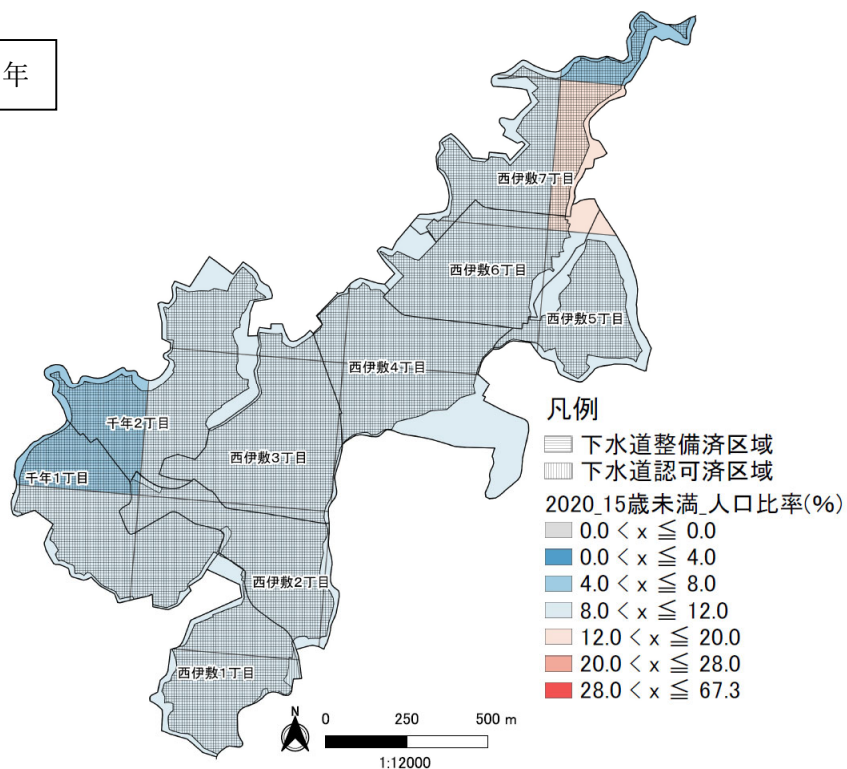 年
西伊敷7丁目
西伊敷6丁目
西伊敷5丁目
西伊敷4丁目
千年2丁目
西伊敷3丁目
千年1丁目
西伊敷2丁目
西伊敷1丁目
凡例
下水道整備済区域
下水道認可済区域
2020_15歳未満_人口比率(%)
0.0 < x ≦ 0.0
0.0 < x ≦ 4.0
4.0 < x ≦ 8.0
8.0 < x ≦ 12.0
12.0 < x ≦ 20.0
20.0 < x ≦ 28.0
28.0 < x ≦ 67.3
N
0 250 500 m
1:12000